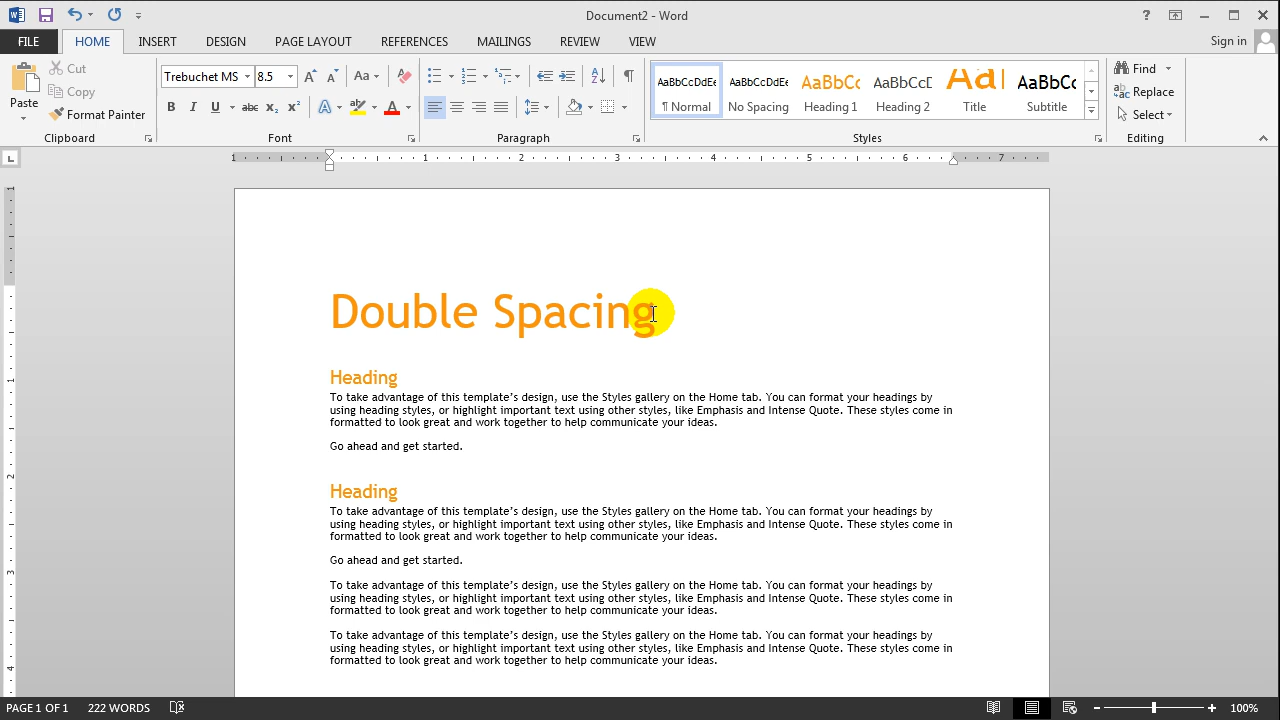 Document2 - Word
FILE HOME INSERT DESIGN PAGE LAYOUT REFERENCES MAILINGS REVIEW VIEW Sign in
Paste
Cut
Copy
Format Painter
Clipboard
Trebuchet MS 8.5
Font
Paragraph
AaBbCcDdEe AaBbCcDdEe AaBbCc AaBbCcD AaBl AaBbCc
¶ Normal No Spacing Heading 1 Heading 2 Title Subtitle
Styles
Find
Replace
Select
Editing
1 1 2 3 4 5 6 7
Double Spacing
Heading
To take advantage of this template’s design, use the Styles gallery on the Home tab. You can format your headings by
using heading styles, or highlight important text using other styles, like Emphasis and Intense Quote. These styles come in
formatted to look great and work together to help communicate your ideas.
Go ahead and get started.
Heading
To take advantage of this template’s design, use the Styles gallery on the Home tab. You can format your headings by
using heading styles, or highlight important text using other styles, like Emphasis and Intense Quote. These styles come in
formatted to look great and work together to help communicate your ideas.
Go ahead and get started.
To take advantage of this template’s design, use the Styles gallery on the Home tab. You can format your headings by
using heading styles, or highlight important text using other styles, like Emphasis and Intense Quote. These styles come in
formatted to look great and work together to help communicate your ideas.
To take advantage of this template’s design, use the Styles gallery on the Home tab. You can format your headings by
using heading styles, or highlight important text using other styles, like Emphasis and Intense Quote. These styles come in
formatted to look great and work together to help communicate your ideas.
PAGE 1 OF 1 222 WORDS 100%